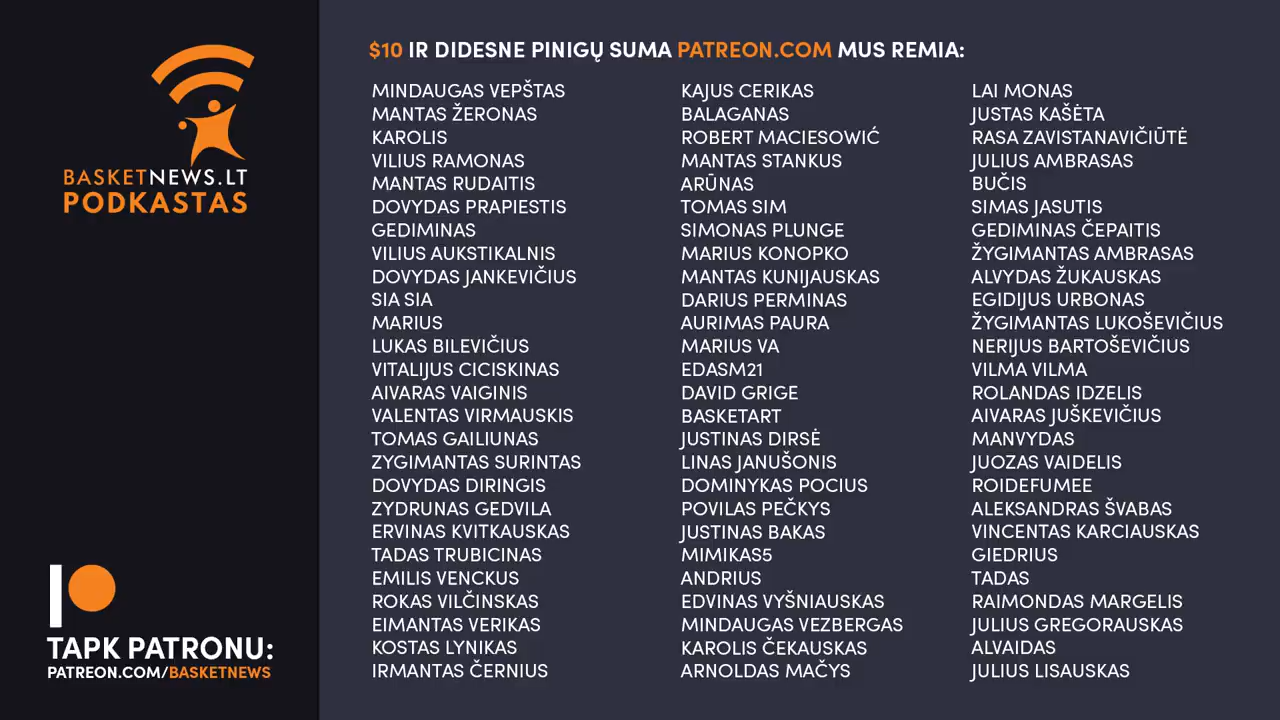 BASKETNEWS.LT
PODKASTAS
TAPK PATRONU:
PATREON.COM/BASKETNEWS
$10 IR DIDESNE PINIGŲ SUMA PATREON.COM MUS REMIA:
MINDAUGAS VEPŠTAS
MANTAS ŽERONAS
KAROLIS
VILIUS RAMONAS
MANTAS RUDAITIS
DOVYDAS PRAPIESTIS
GEDIMINAS
VILIUS AUKSTIKALNIS
DOVYDAS JANKEVIČIUS
SIA SIA
MARIUS
LUKAS BILEVIČIUS
VITALIJUS CICISKINAS
AIVARAS VAIGINIS
VALENTAS VIRMAUSKIS
TOMAS GAILIUNAS
ZYGIMANTAS SURINTAS
DOVYDAS DIRINGIS
ZYDRUNAS GEDVILA
ERVINAS KVITKAUSKAS
TADAS TRUBICINAS
EMILIS VENCKUS
ROKAS VILČINSKAS
EIMANTAS VERIKAS
KOSTAS LYNIKAS
IRMANTAS ČERNIUS
KAJUS CERIKAS
BALAGANAS
ROBERT MACIESOWIĆ
MANTAS STANKUS
ARŪNAS
TOMAS SIM
SIMONAS PLUNGE
MARIUS KONOPKO
MANTAS KUNIJAUSKAS
DARIUS PERMINAS
AURIMAS PAURA
MARIUS VA
EDASM21
DAVID GRIGE
BASKETART
JUSTINAS DIRSĖ
LINAS JANUŠONIS
DOMINYKAS POCIUS
POVILAS PEČKYS
JUSTINAS BAKAS
MIMIKAS5
ANDRIUS
EDVINAS VYŠNIAUSKAS
MINDAUGAS VEZBERGAS
KAROLIS ČEKAUSKAS
ARNOLDAS MAČYS
LAI MONAS
JUSTAS KAŠĖTA
RASA ZAVISTANAVIČIŪTĖ
JULIUS AMBRASAS
BUČIS
SIMAS JASUTIS
GEDIMINAS ČEPAITIS
ŽYGIMANTAS AMBRASAS
ALVYDAS ŽUKAUSKAS
EGIDIJUS URBONAS
ŽYGIMANTAS LUKOŠEVIČIUS
NERIJUS BARTOŠEVIČIUS
VILMA VILMA
ROLANDAS IDZELIS
AIVARAS JUŠKEVIČIUS
MANVYDAS
JUOZAS VAIDELIS
ROIDEFUMEE
ALEKSANDRAS ŠVABAS
VINCENTAS KARCIAUSKAS
GIEDRIUS
TADAS
RAIMONDAS MARGELIS
JULIUS GREGORAUSKAS
ALVAIDAS
JULIUS LISAUSKAS